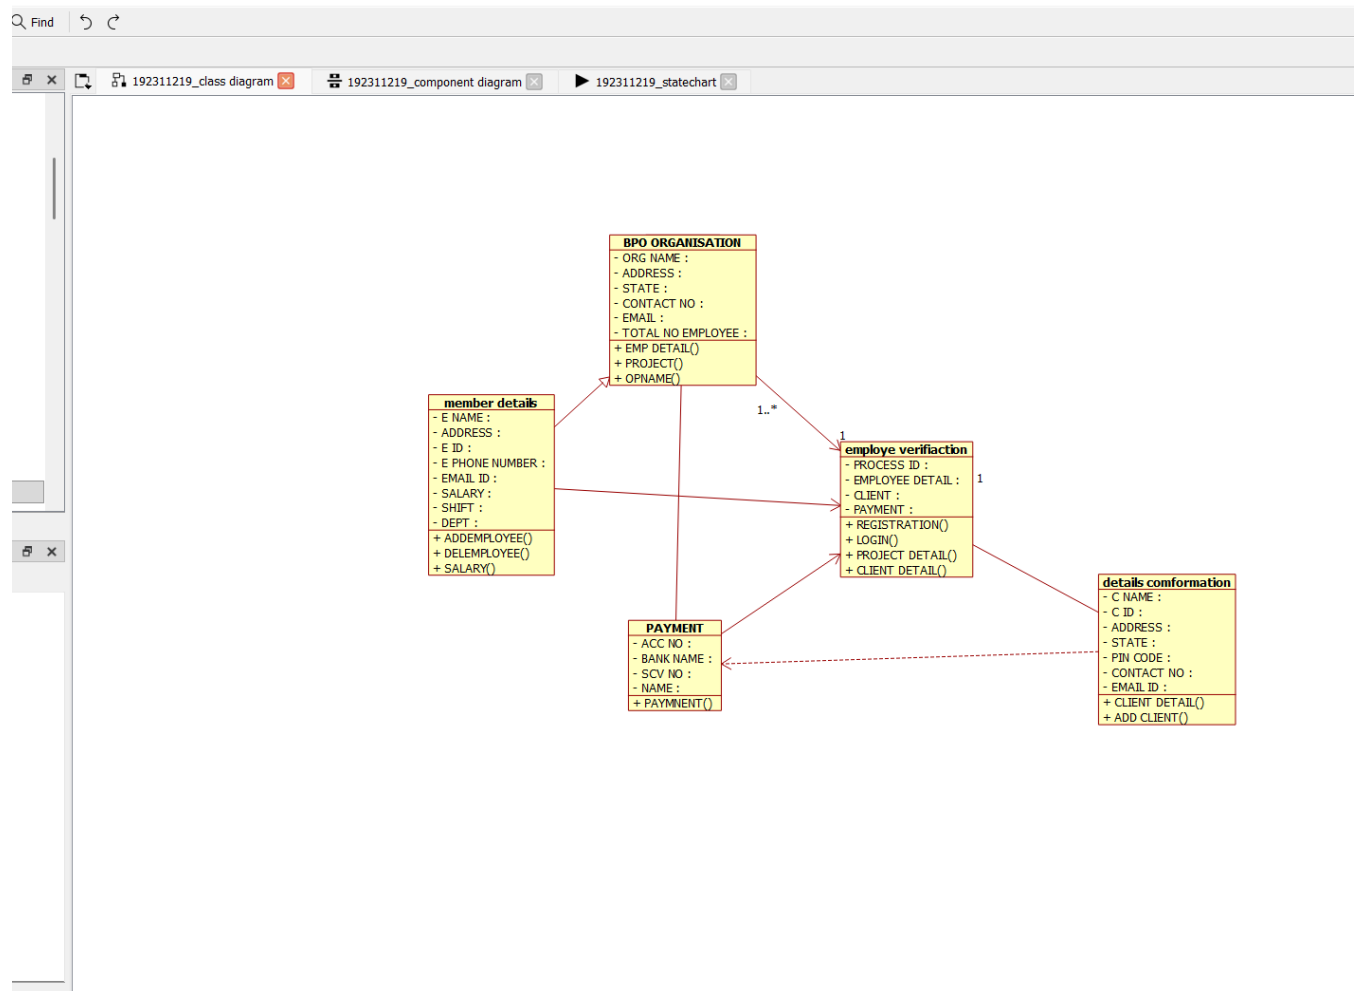 Find
192311219_class diagram
192311219_component diagram
192311219_statechart
BPO ORGANISATION
- ORG NAME :
- ADDRESS :
- STATE :
- CONTACT NO :
- EMAIL :
- TOTAL NO EMPLOYEE :
+ EMP DETAIL()
+ PROJECT()
+ OPNAME()
1..*
1
member details
- E NAME :
- ADDRESS :
- E ID :
- E PHONE NUMBER :
- EMAIL ID :
- SALARY :
- SHIFT :
- DEPT :
+ ADDEMPLOYEE()
+ DELEMPLOYEE()
+ SALARY()
employe verifiaction
- PROCESS ID :
- EMPLOYEE DETAIL :
- CLIENT :
- PAYMENT :
+ REGISTRATION()
+ LOGIN()
+ PROJECT DETAIL()
+ CLIENT DETAIL()
1
PAYMENT
- ACC NO :
- BANK NAME :
- SCV NO :
- NAME :
+ PAYMNENT()
details comformation
- C NAME :
- C ID :
- ADDRESS :
- STATE :
- PIN CODE :
- CONTACT NO :
- EMAIL ID :
+ CLIENT DETAIL()
+ ADD CLIENT()